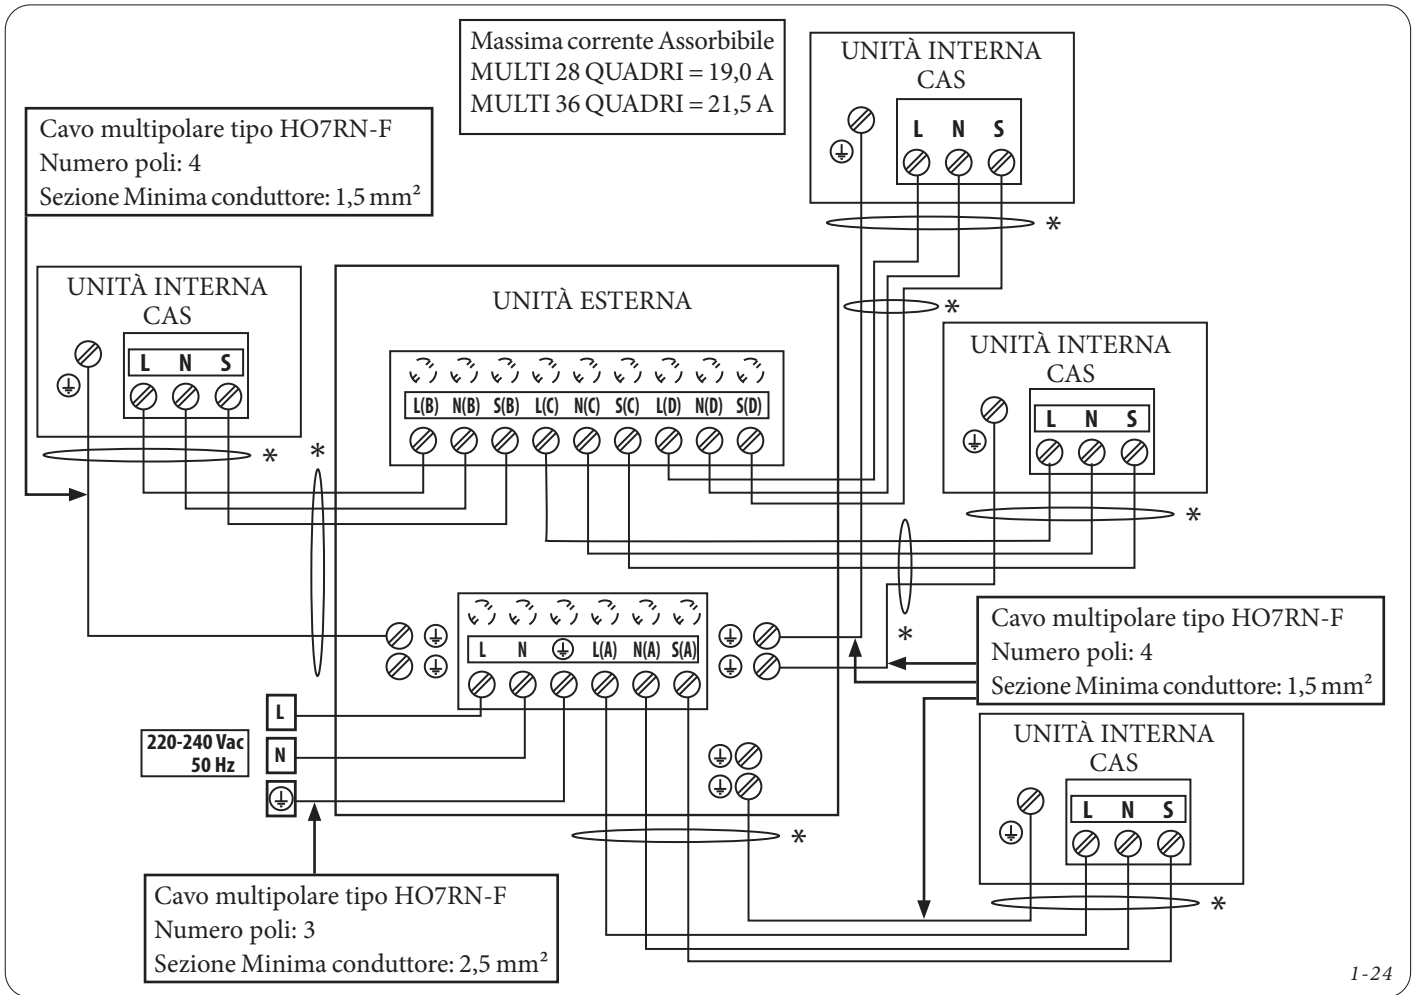 Massima corrente Assorbibile
MULTI 28 QUADRI = 19,0 A
MULTI 36 QUADRI = 21,5 A
UNITÀ INTERNA
CAS
L N S
*
*
Cavo multipolare tipo HO7RN-F
Numero poli: 4
Sezione Minima conduttore: 1,5 mm²
UNITÀ INTERNA
CAS
L N S
*
*
UNITÀ ESTERNA
L(B) N(B) S(B) L(C) N(C) S(C) L(D) N(D) S(D)
UNITÀ INTERNA
CAS
L N S
*
*
L N L(A) N(A) S(A)
Cavo multipolare tipo HO7RN-F
Numero poli: 4
Sezione Minima conduttore: 1,5 mm²
220-240 Vac
50 Hz
L
N
*
UNITÀ INTERNA
CAS
L N S
*
Cavo multipolare tipo HO7RN-F
Numero poli: 3
Sezione Minima conduttore: 2,5 mm²
1-24